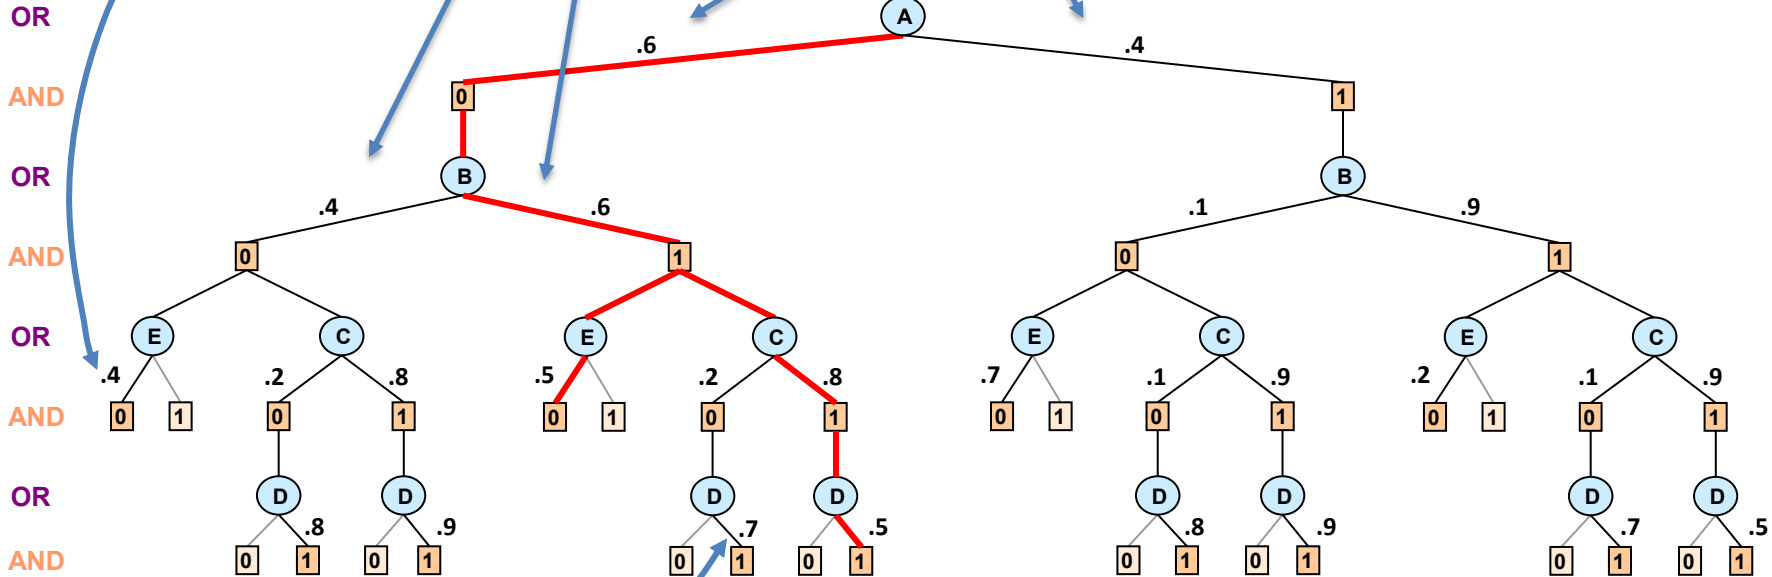 OR A
.6 .4
AND 0 1
OR B B
.4 .6 .1 .9
AND 0 1 0 1
OR E C E C E C E C
.4 .2 .8 .5 .2 .8 .7 .1 .9 .2 .1 .9
AND 0 1 0 1 0 1 0 1 0 1 0 1 0 1 0 1
OR D D D D D D D D
.8 .9 .7 .5 .8 .9 .7 .5
AND 0 1 0 1 0 1 0 1 0 1 0 1 0 1 0 1